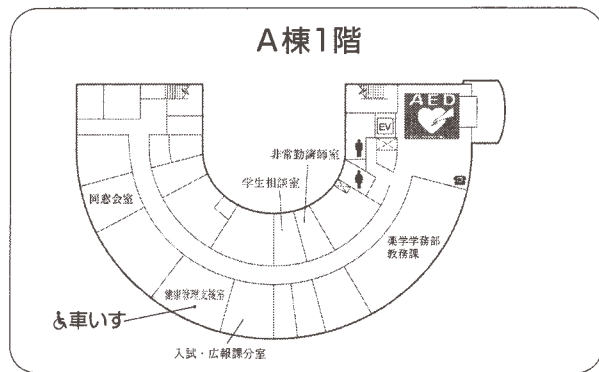 A棟1階
AED
EV
非常勤講師室
学生相談室
同窓会室
薬学学務部
教務課
健康管理支援室
車いす
入試・広報課分室